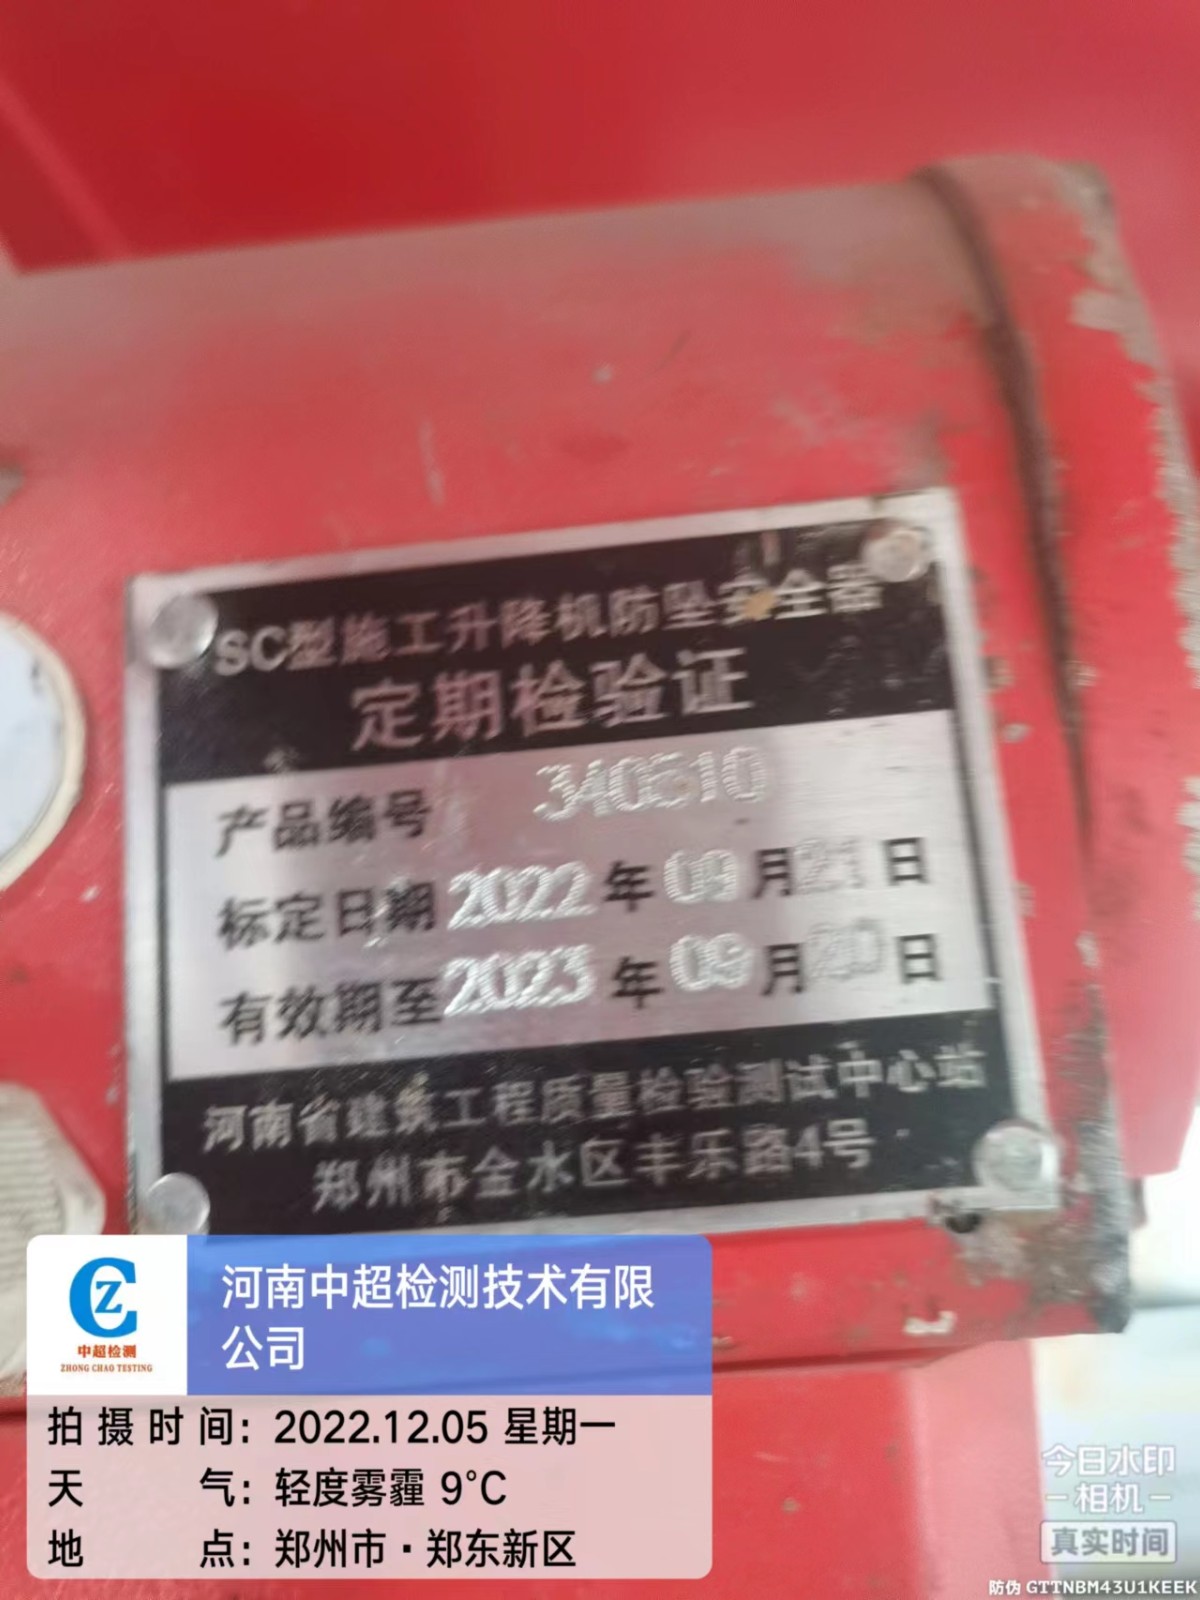 SC型施工升降机防坠安全器
定期检验证
产品编号 340510
标定日期 2022 年 09 月 21 日
有效期至 2023 年 09 月 20 日
河南省建筑工程质量检验测试中心站
郑州市金水区丰乐路4号
CZ
中超检测
ZHONG CHAO TESTING
河南中超检测技术有限
公司
拍摄时间：2022.12.05 星期一
天气：轻度雾霾 9°C
地点：郑州市·郑东新区
今日水印
相机
真实时间
防伪 GTTNBM43U1KEEK